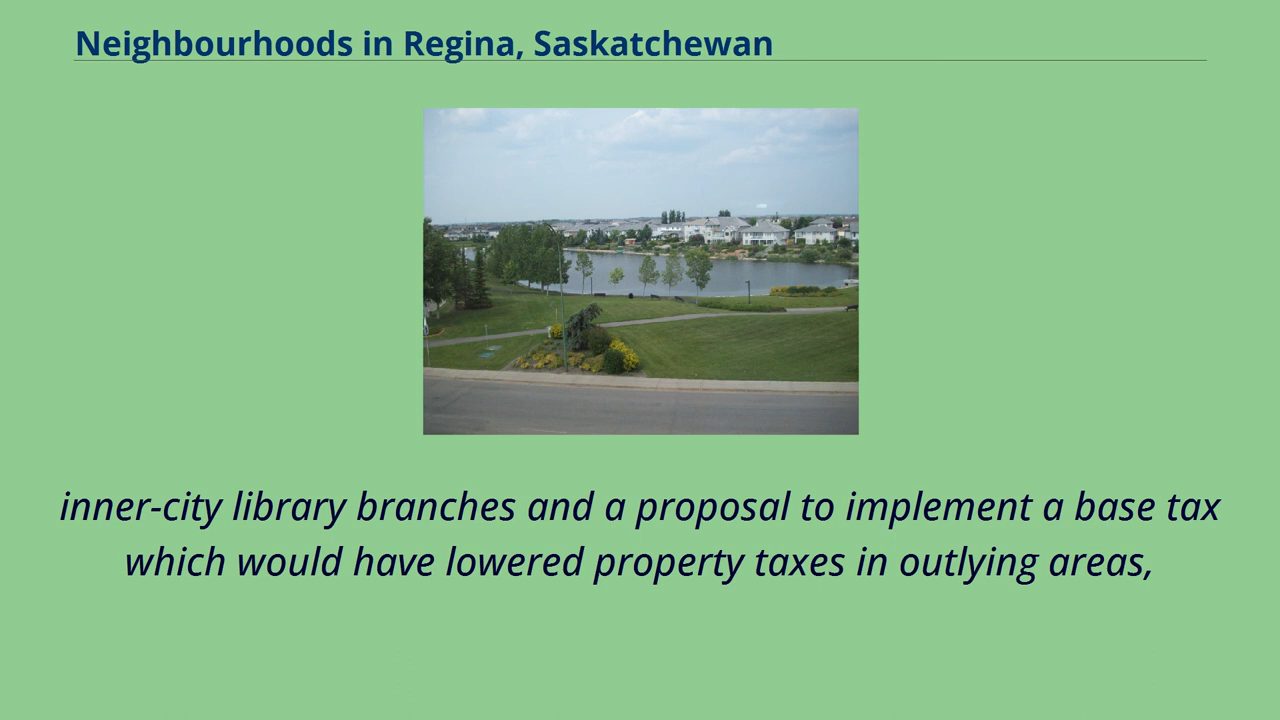 Neighbourhoods in Regina, Saskatchewan
inner-city library branches and a proposal to implement a base tax
which would have lowered property taxes in outlying areas,